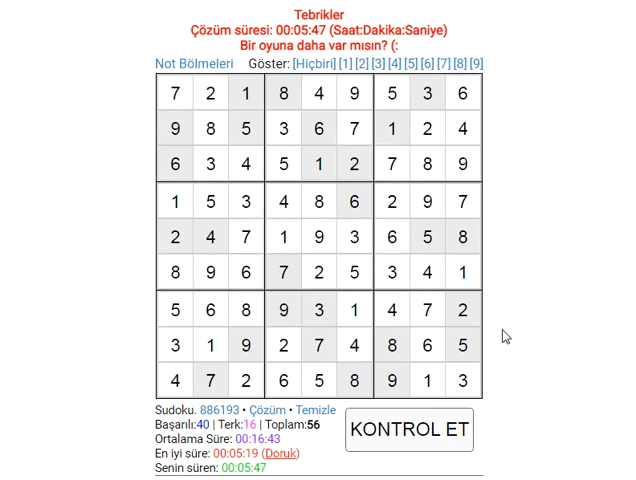 Tebrikler
Çözüm süresi: 00:05:47 (Saat:Dakika:Saniye)
Bir oyuna daha var mısın? (:
Not Bölmeleri Göster: [Hiçbiri] [1] [2] [3] [4] [5] [6] [7] [8] [9]
7 2 1 8 4 9 5 3 6
9 8 5 3 6 7 1 2 4
6 3 4 5 1 2 7 8 9
1 5 3 4 8 6 2 9 7
2 4 7 1 9 3 6 5 8
8 9 6 7 2 5 3 4 1
5 6 8 9 3 1 4 7 2
3 1 9 2 7 4 8 6 5
4 7 2 6 5 8 9 1 3
Sudoku. 886193 • Çözüm • Temizle
Başarılı:40 | Terk:16 | Toplam:56
Ortalama Süre: 00:16:43
En iyi süre: 00:05:19 (Doruk)
Senin süren: 00:05:47
KONTROL ET